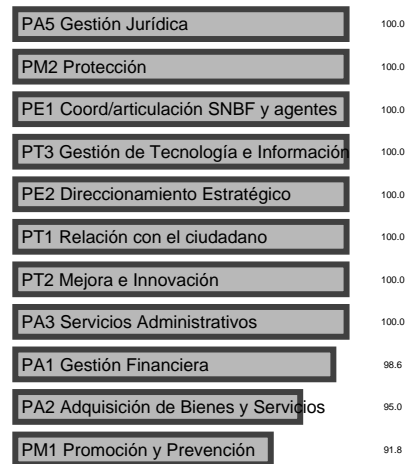 PA5 Gestión Jurídica 100.0
PM2 Protección 100.0
PE1 Coord/articulación SNBF y agentes 100.0
PT3 Gestión de Tecnología e Información 100.0
PE2 Direccionamiento Estratégico 100.0
PT1 Relación con el ciudadano 100.0
PT2 Mejora e Innovación 100.0
PA3 Servicios Administrativos 100.0
PA1 Gestión Financiera 98.6
PA2 Adquisición de Bienes y Servicios 95.0
PM1 Promoción y Prevención 91.8